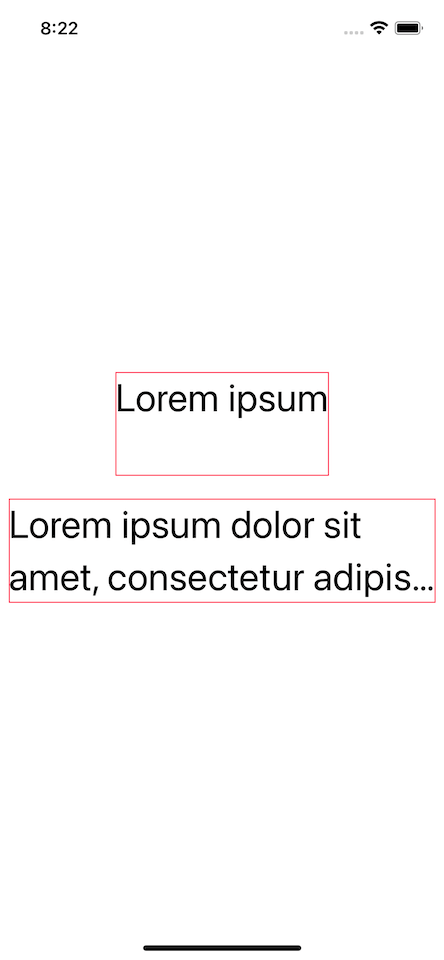 8:22
Lorem ipsum
Lorem ipsum dolor sit
amet, consectetur adipis...